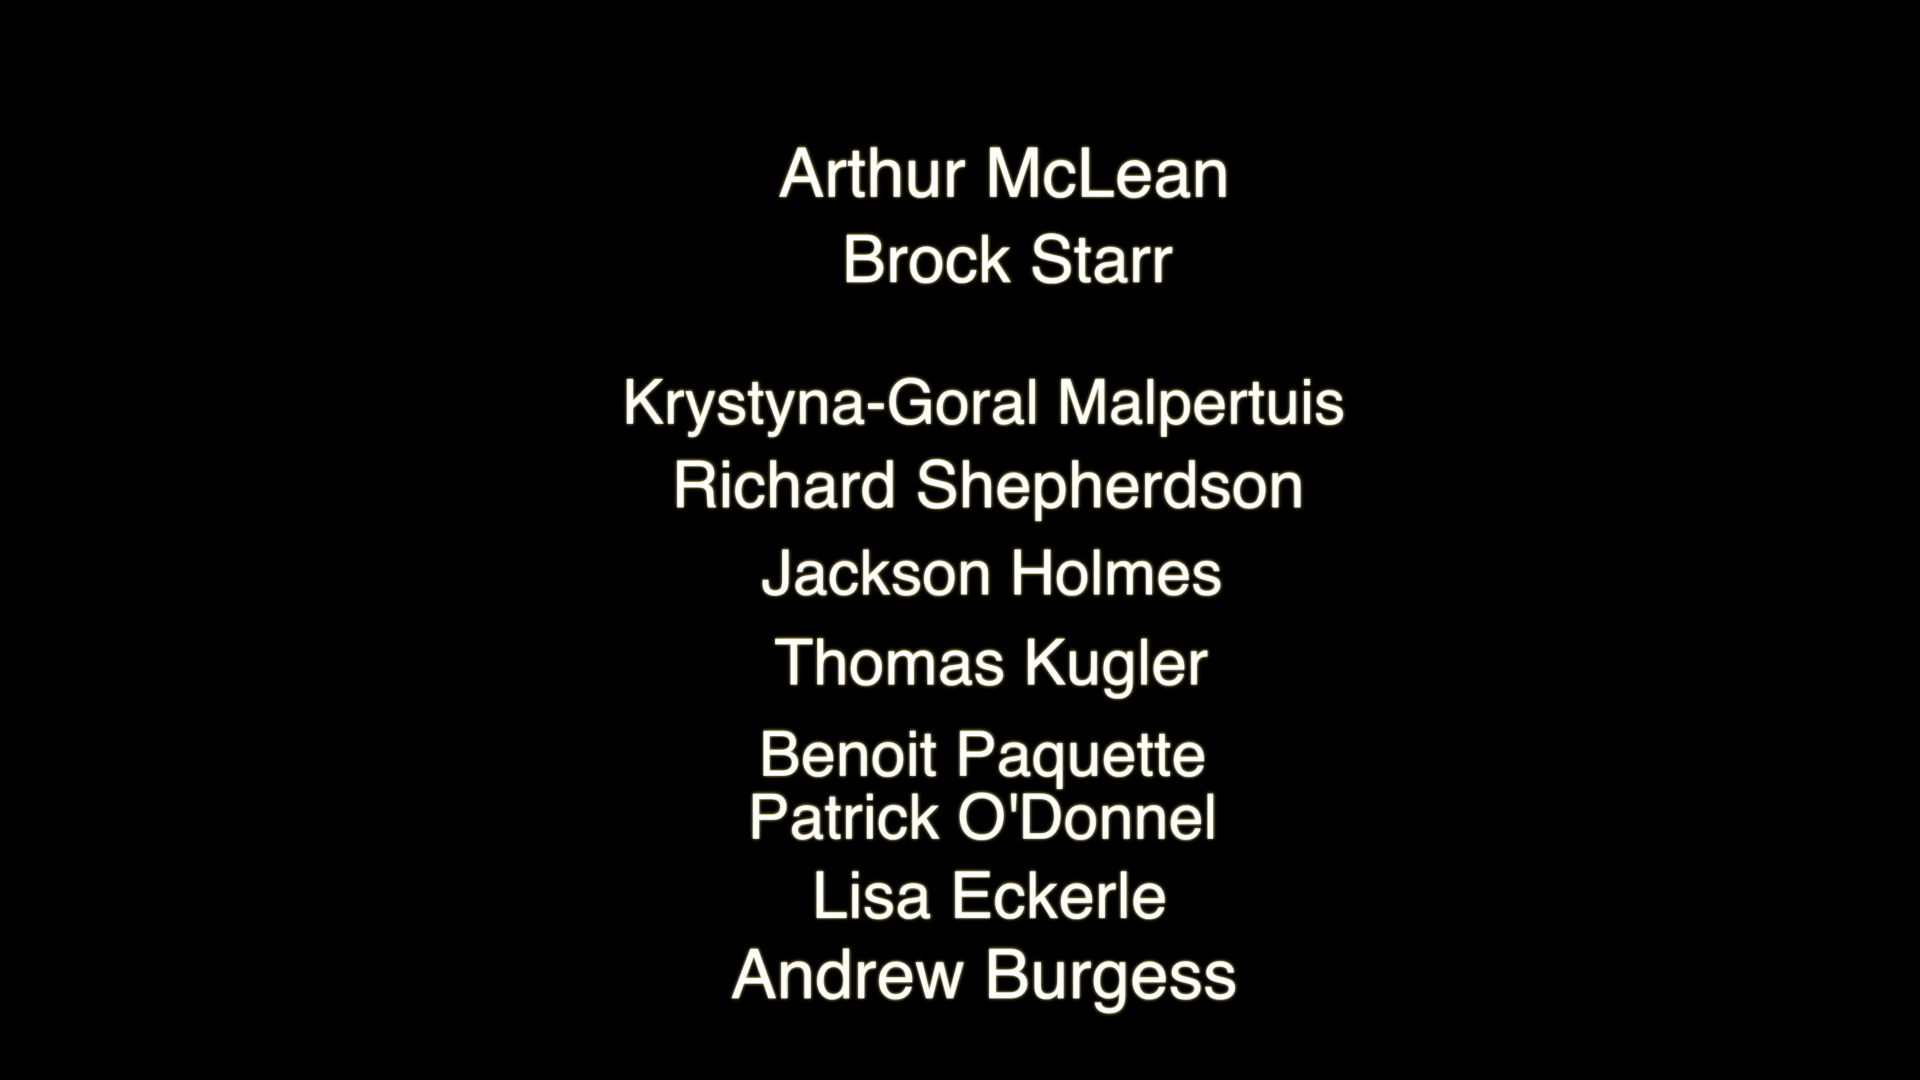 Arthur McLean
Brock Starr
Krystyna-Goral Malpertuis
Richard Shepherdson
Jackson Holmes
Thomas Kugler
Benoit Paquette
Patrick O'Donnel
Lisa Eckerle
Andrew Burgess